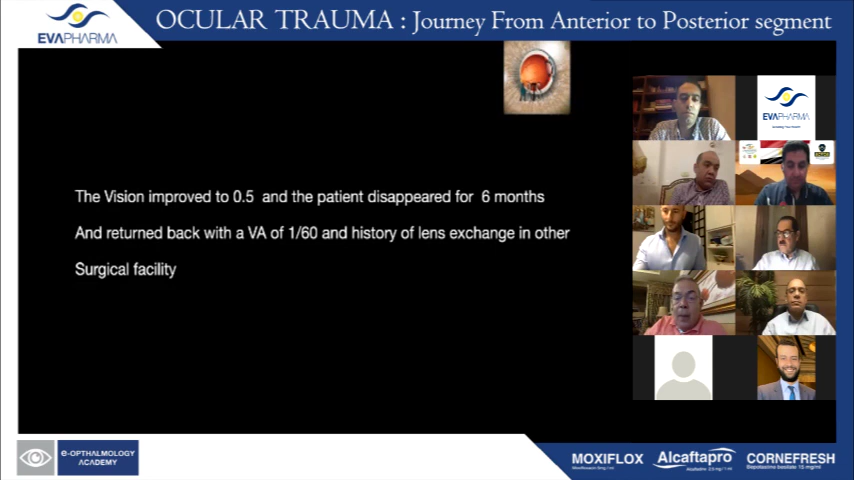 EVAPHARMA
OCULAR TRAUMA : Journey From Anterior to Posterior segment
EVAPHARMA
The Vision improved to 0.5 and the patient disappeared for 6 months
And returned back with a VA of 1/60 and history of lens exchange in other
Surgical facility
e-OPTHALMOLOGY
ACADEMY
MOXIFLOX
Alcaftapro
CORNEFRESH